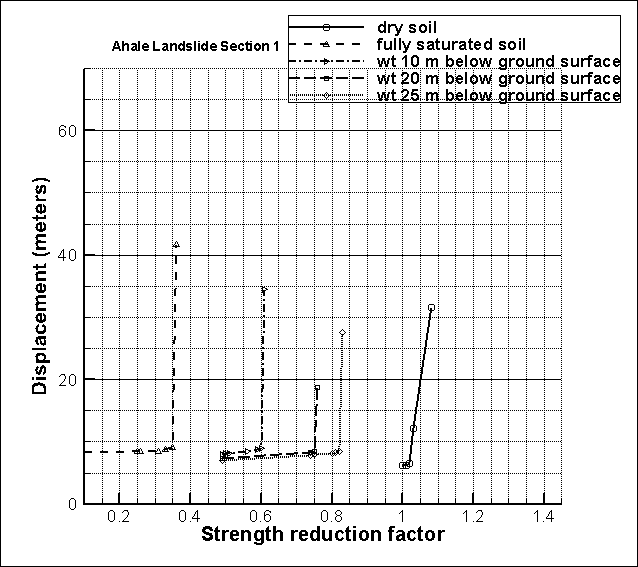 dry soil
Ahale Landslide Section 1
fully saturated soil
wt 10 m below ground surface
wt 20 m below ground surface
wt 25 m below ground surface
60
40
20
0
Displacement (meters)
0.2 0.4 0.6 0.8 1 1.2 1.4
Strength reduction factor